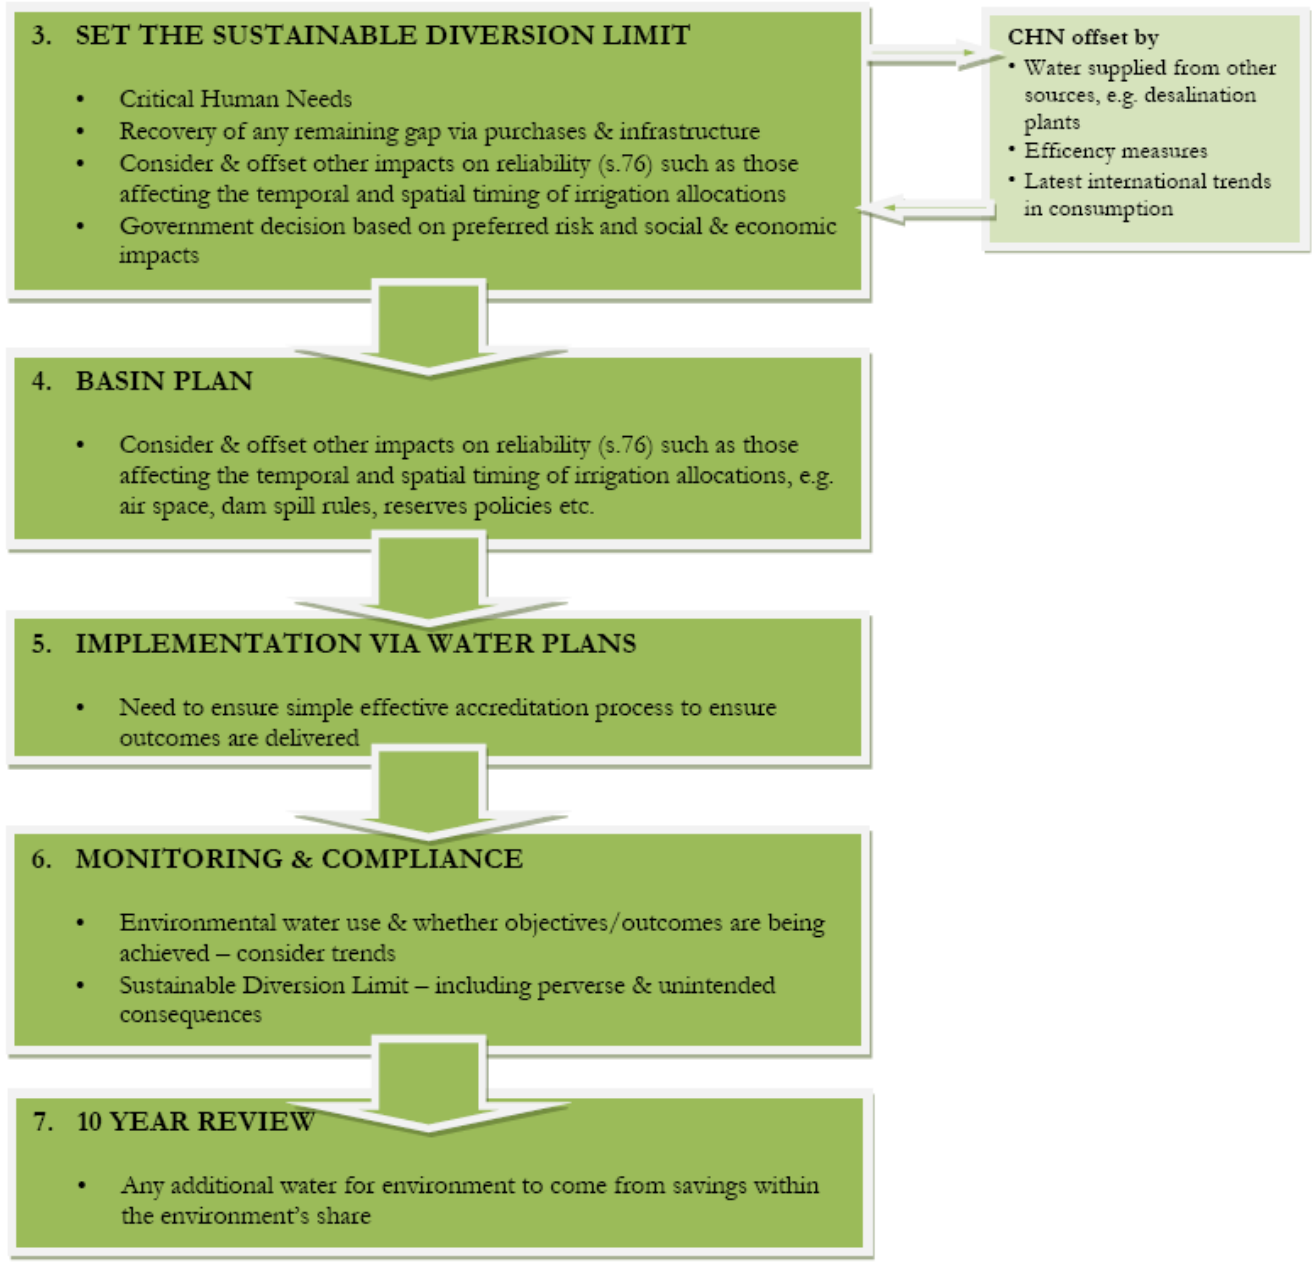 3. SET THE SUSTAINABLE DIVERSION LIMIT
• Critical Human Needs
• Recovery of any remaining gap via purchases & infrastructure
• Consider & offset other impacts on reliability (s.76) such as those
affecting the temporal and spatial timing of irrigation allocations
• Government decision based on preferred risk and social & economic
impacts
CHN offset by
• Water supplied from other
sources, e.g. desalination
plants
• Efficency measures
• Latest international trends
in consumption
4. BASIN PLAN
• Consider & offset other impacts on reliability (s.76) such as those
affecting the temporal and spatial timing of irrigation allocations, e.g.
air space, dam spill rules, reserves policies etc.
5. IMPLEMENTATION VIA WATER PLANS
• Need to ensure simple effective accreditation process to ensure
outcomes are delivered
6. MONITORING & COMPLIANCE
• Environmental water use & whether objectives/outcomes are being
achieved – consider trends
• Sustainable Diversion Limit – including perverse & unintended
consequences
7. 10 YEAR REVIEW
• Any additional water for environment to come from savings within
the environment's share